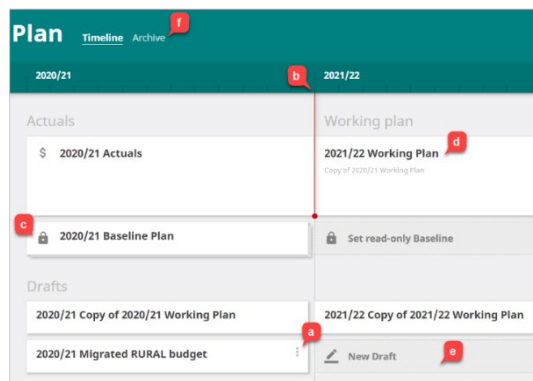 Plan Timeline Archive f
2020/21 b 2021/22
Actuals Working plan
$ 2020/21 Actuals 2021/22 Working Plan d
Copy of 2020/21 Working Plan
c 2020/21 Baseline Plan Set read-only Baseline
Drafts
2020/21 Copy of 2020/21 Working Plan 2021/22 Copy of 2021/22 Working Plan
a
2020/21 Migrated RURAL budget New Draft e